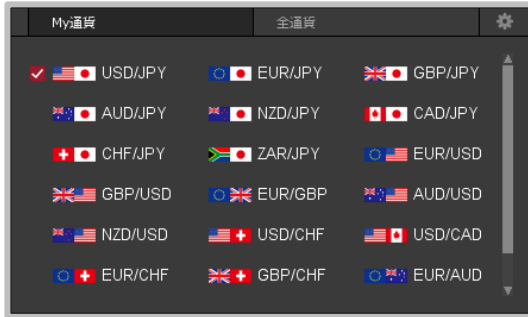 My通貨 全通貨
USD/JPY EUR/JPY GBP/JPY
AUD/JPY NZD/JPY CAD/JPY
CHF/JPY ZAR/JPY EUR/USD
GBP/USD EUR/GBP AUD/USD
NZD/USD USD/CHF USD/CAD
EUR/CHF GBP/CHF EUR/AUD